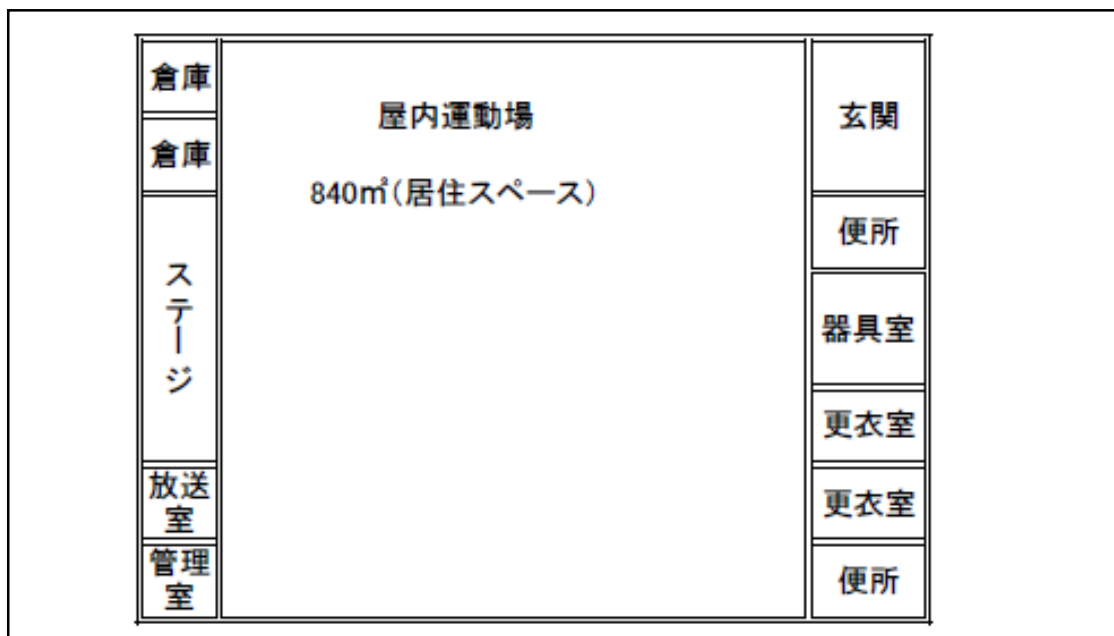 倉庫
倉庫
ステージ
放送
室
管理
室
屋内運動場
840㎡(居住スペース)
玄関
便所
器具室
更衣室
更衣室
便所